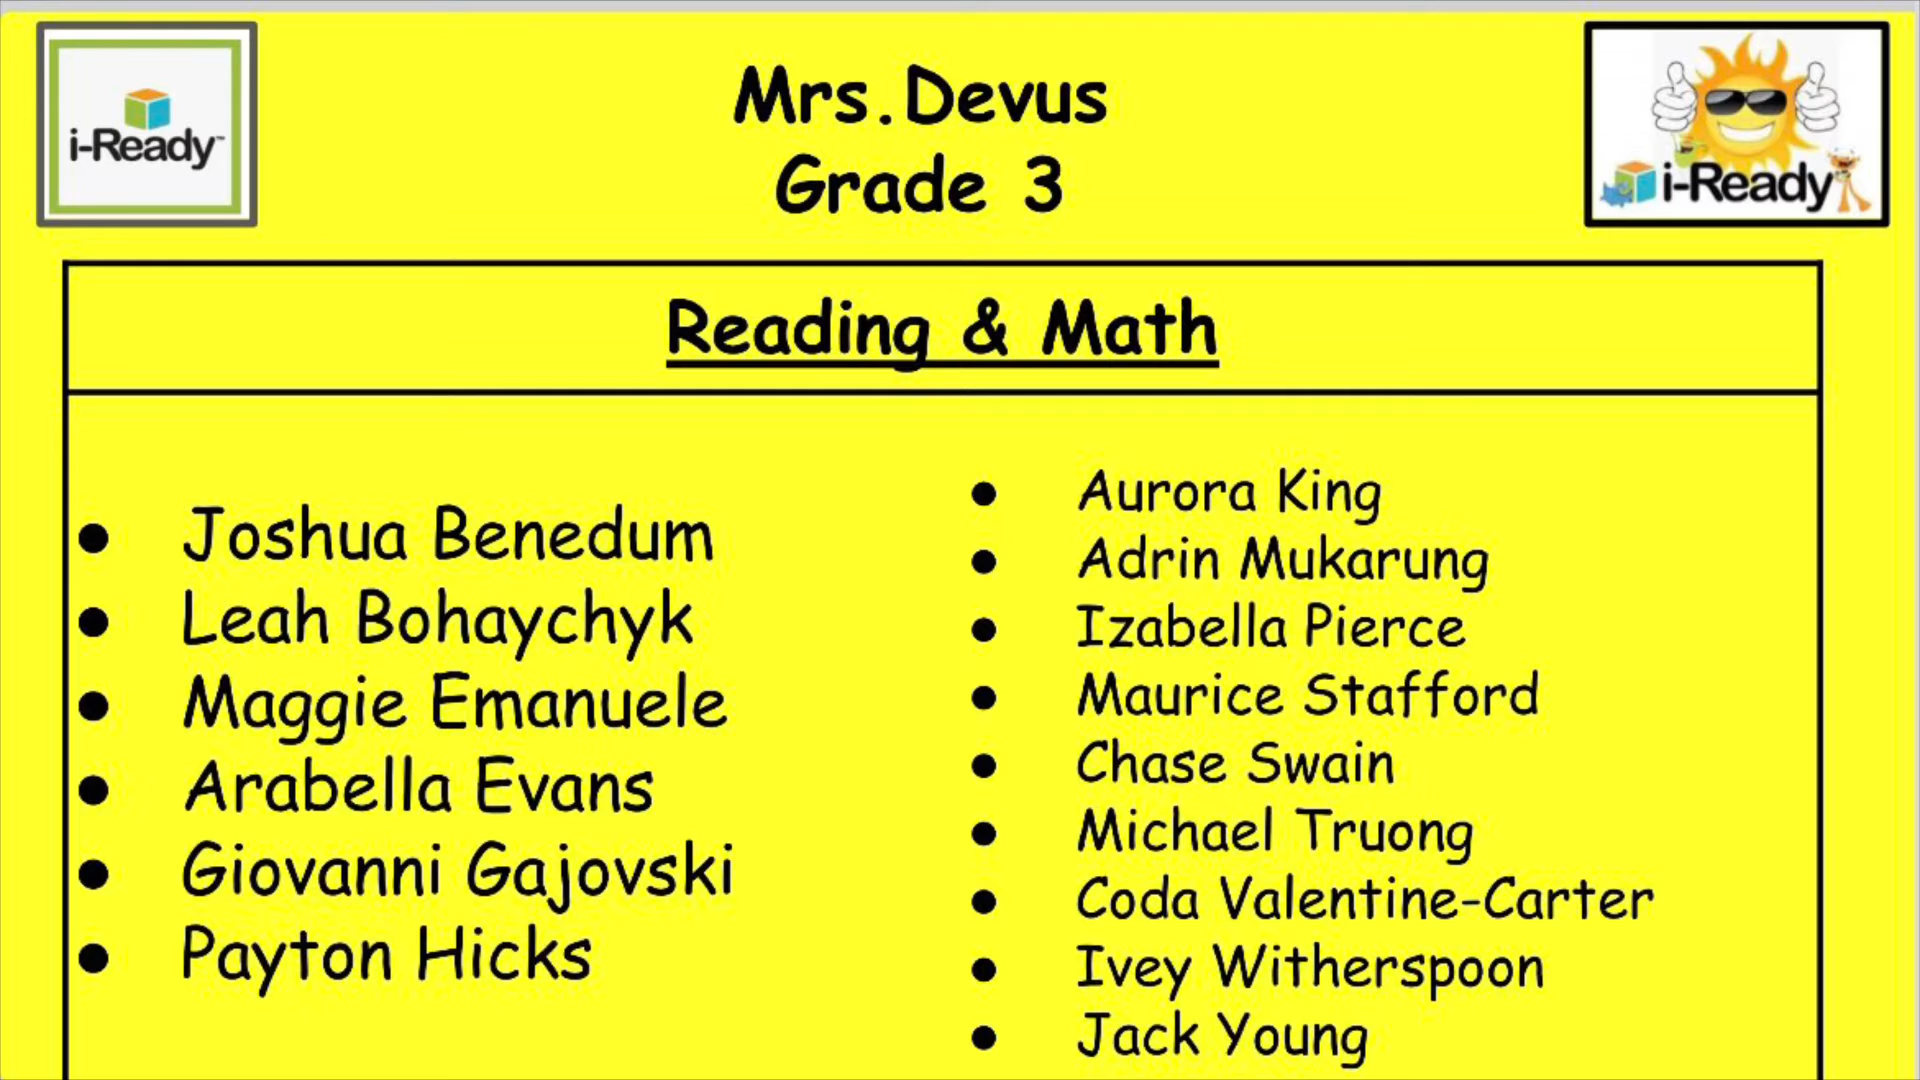 i-Ready™
Mrs.Devus
Grade 3
i-Ready
Reading & Math
● Joshua Benedum
● Leah Bohaychyk
● Maggie Emanuele
● Arabella Evans
● Giovanni Gajovski
● Payton Hicks
● Aurora King
● Adrin Mukarung
● Izabella Pierce
● Maurice Stafford
● Chase Swain
● Michael Truong
● Coda Valentine-Carter
● Ivey Witherspoon
● Jack Young